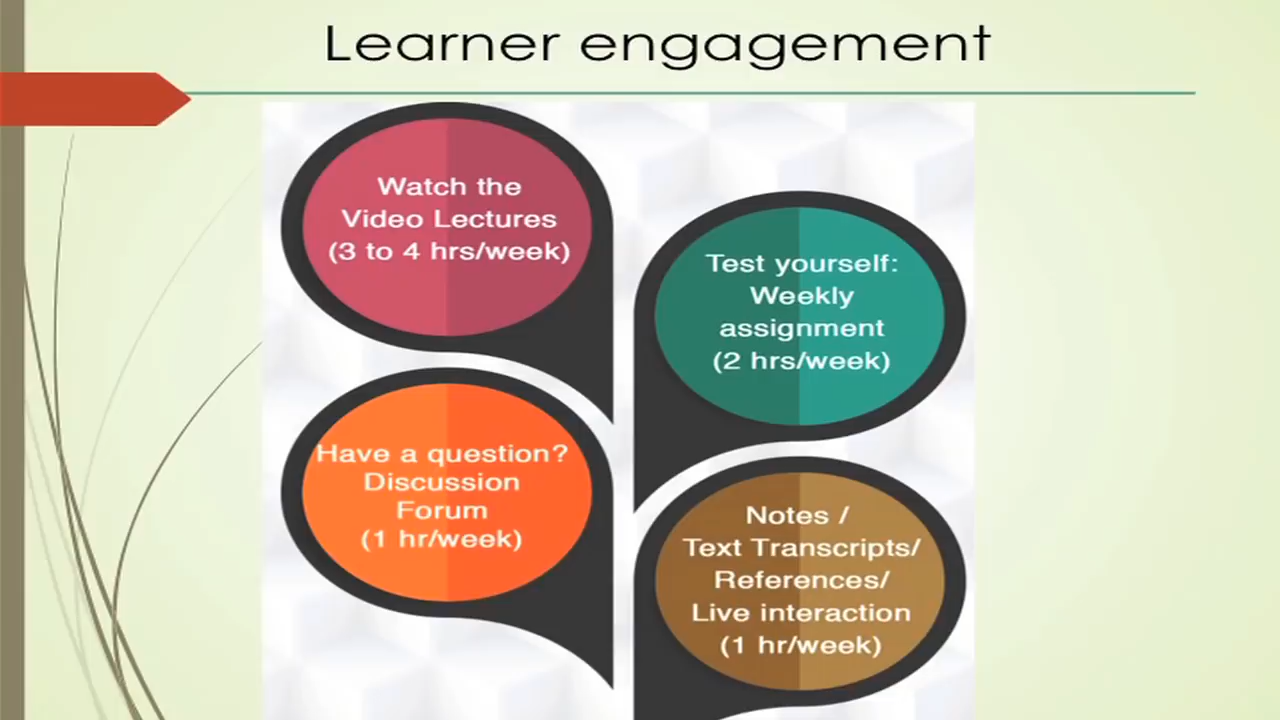 Learner engagement
Watch the
Video Lectures
(3 to 4 hrs/week)
Test yourself:
Weekly
assignment
(2 hrs/week)
Have a question?
Discussion
Forum
(1 hr/week)
Notes /
Text Transcripts/
References/
Live interaction
(1 hr/week)